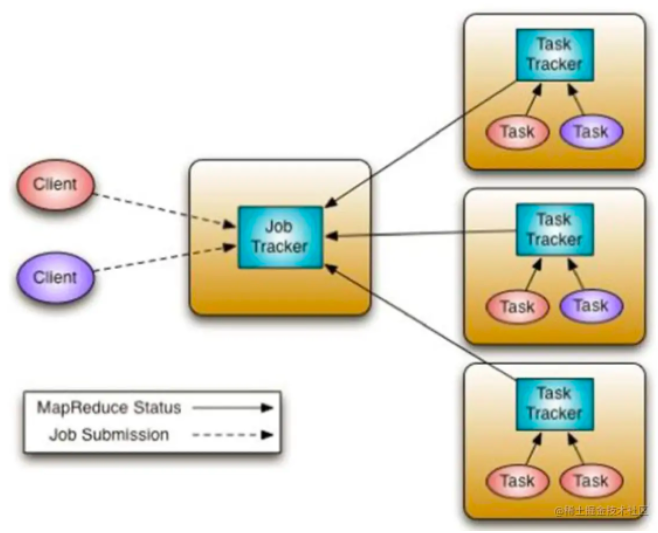 Task
Tracker
Task
Task
Client
Job
Tracker
Task
Tracker
Client
Task
Task
MapReduce Status
Job Submission
Task
Tracker
Task
Task
@稀土掘金技术社区